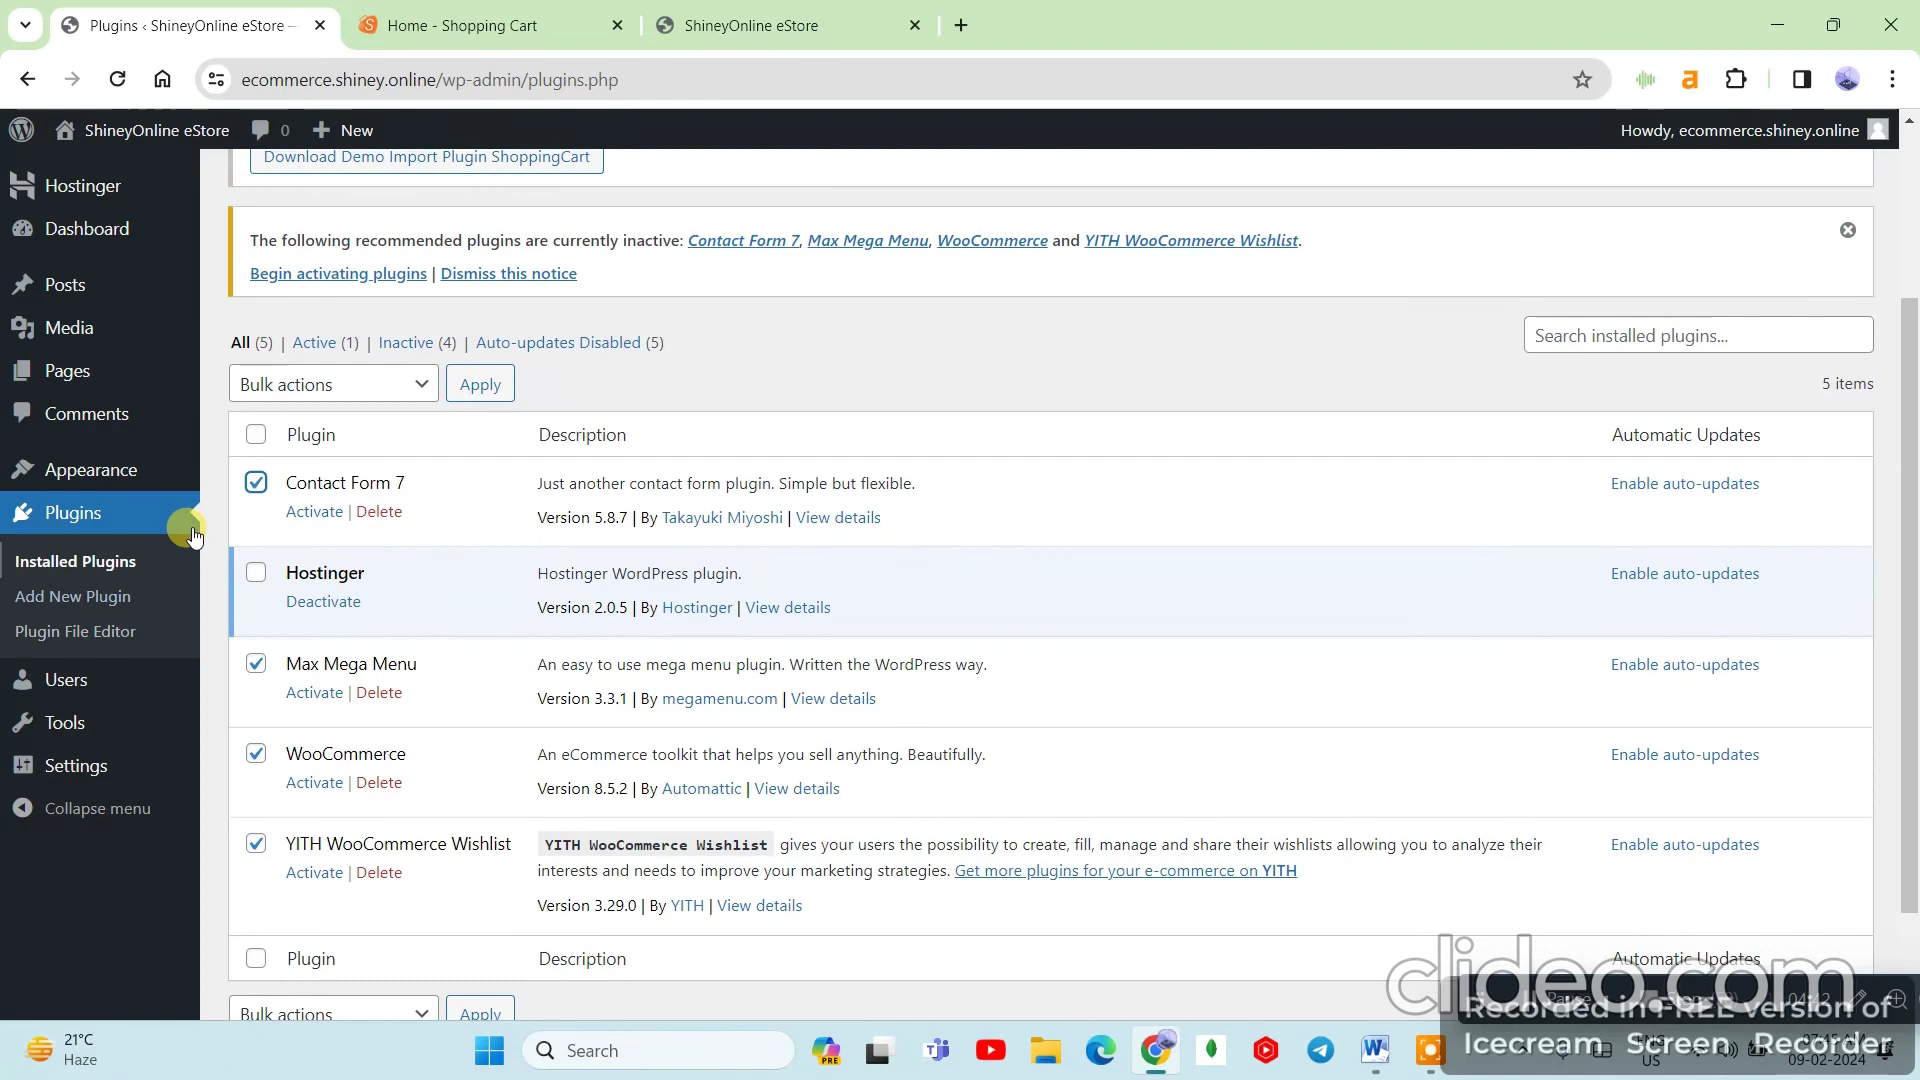 Plugins ‹ ShineyOnline eStore —
Home - Shopping Cart
ShineyOnline eStore
ecommerce.shiney.online/wp-admin/plugins.php
ShineyOnline eStore
0
New
Howdy, ecommerce.shiney.online
Hostinger
Dashboard
Posts
Media
Pages
Comments
Appearance
Plugins
Installed Plugins
Add New Plugin
Plugin File Editor
Users
Tools
Settings
Collapse menu
Download Demo Import Plugin ShoppingCart
The following recommended plugins are currently inactive: Contact Form 7, Max Mega Menu, WooCommerce and YITH WooCommerce Wishlist.
Begin activating plugins | Dismiss this notice
All (5) | Active (1) | Inactive (4) | Auto-updates Disabled (5)
Search installed plugins...
Bulk actions
Apply
5 items
Plugin Description Automatic Updates
Contact Form 7
Activate | Delete
Just another contact form plugin. Simple but flexible.
Version 5.8.7 | By Takayuki Miyoshi | View details
Enable auto-updates
Hostinger
Deactivate
Hostinger WordPress plugin.
Version 2.0.5 | By Hostinger | View details
Enable auto-updates
Max Mega Menu
Activate | Delete
An easy to use mega menu plugin. Written the WordPress way.
Version 3.3.1 | By megamenu.com | View details
Enable auto-updates
WooCommerce
Activate | Delete
An eCommerce toolkit that helps you sell anything. Beautifully.
Version 8.5.2 | By Automattic | View details
Enable auto-updates
YITH WooCommerce Wishlist
Activate | Delete
YITH WooCommerce Wishlist gives your users the possibility to create, fill, manage and share their wishlists allowing you to analyze their
interests and needs to improve your marketing strategies. Get more plugins for your e-commerce on YITH
Version 3.29.0 | By YITH | View details
Enable auto-updates
Plugin Description Automatic Updates
Bulk actions
Apply
clideo.com
Pause
04:42
Recorded in FREE version of
Icecream Screen Recorder
21°C
Haze
Search
PRE
ENG
US
07:45 AM
09-02-2024